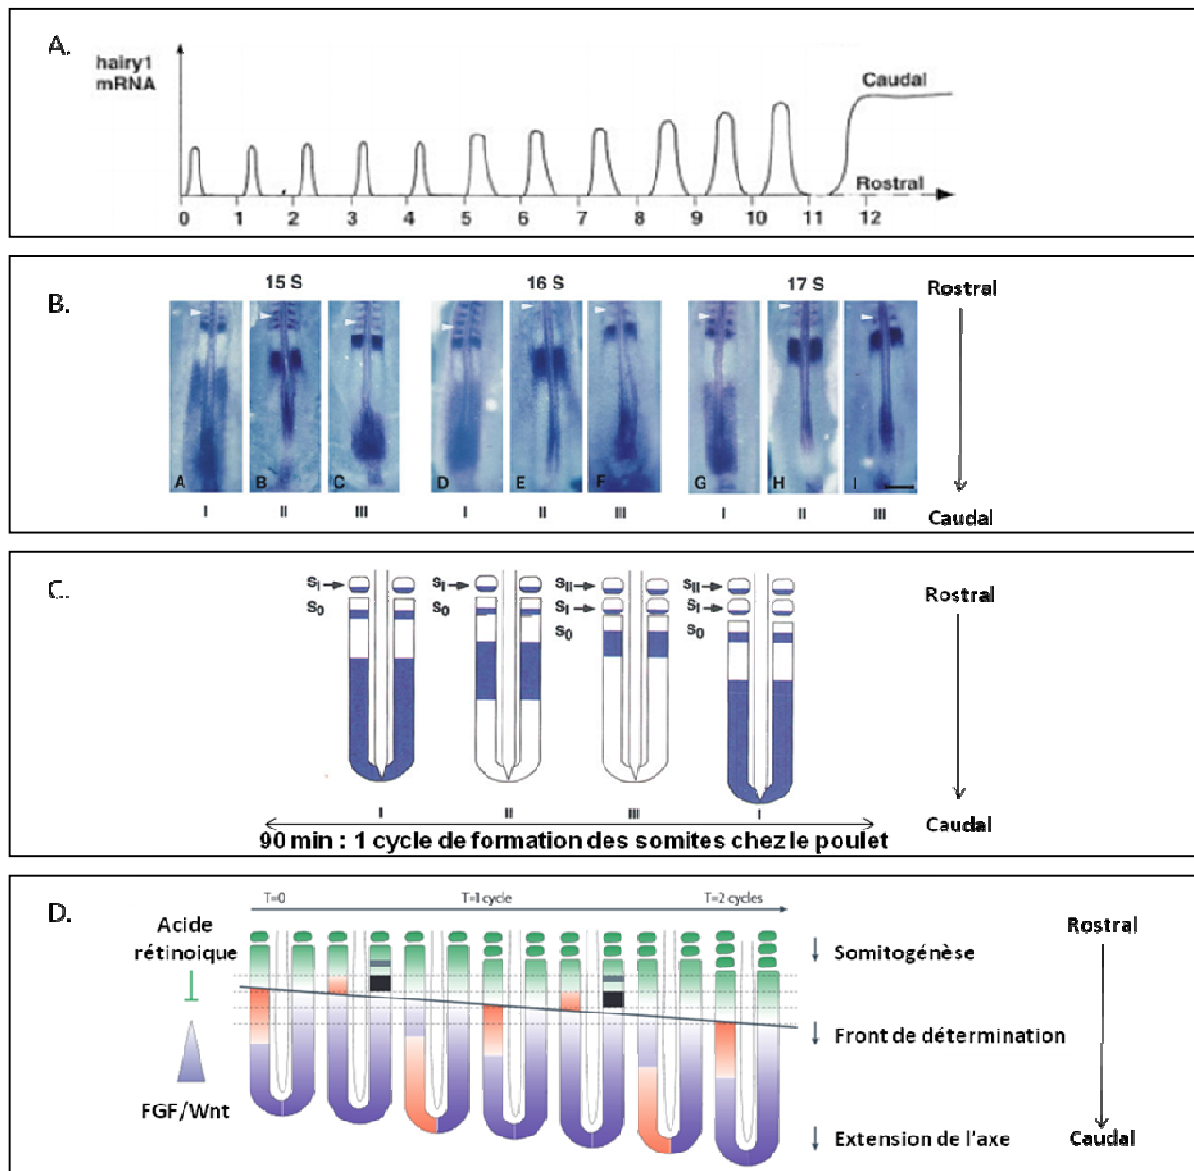 A.
hairy1
mRNA
Caudal
Rostral
0 1 2 3 4 5 6 7 8 9 10 11 12
B.
15 S 16 S 17 S
Rostral
A B C D E F G H I
I II III I II III I II III
Caudal
C.
SI SI SII SII
S0 S0 SI SI
S0 S0
Rostral
I II III I
Caudal
90 min : 1 cycle de formation des somites chez le poulet
D.
T=0 T=1 cycle T=2 cycles
Acide
rétinoique
Rostral
Somitogénèse
Front de détermination
FGF/Wnt
Extension de l'axe
Caudal